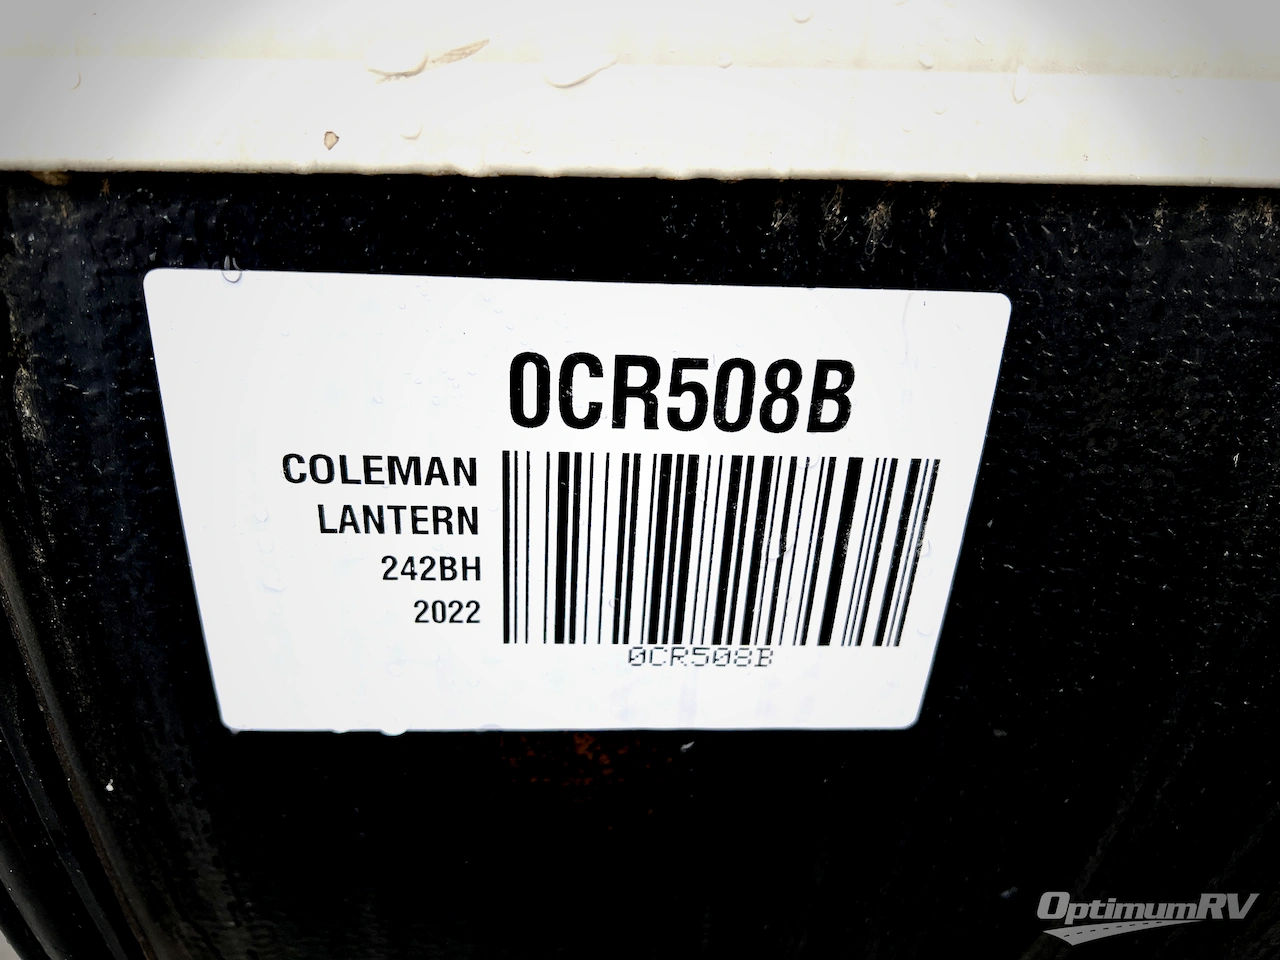 0CR508B
COLEMAN
LANTERN
242BH
2022
0CR508B
OptimumRV